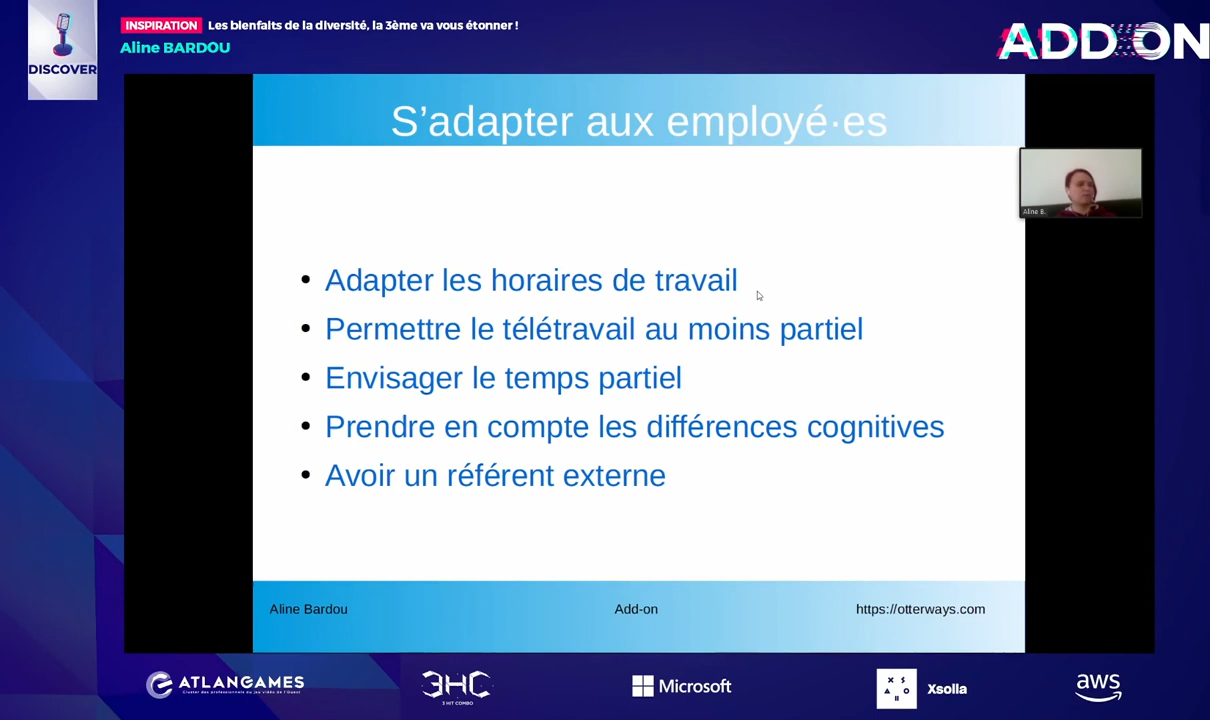 INSPIRATION Les bienfaits de la diversité, la 3ème va vous étonner !
Aline BARDOU
DISCOVER
ADD-ON
S’adapter aux employé·es
Aline B.
• Adapter les horaires de travail
• Permettre le télétravail au moins partiel
• Envisager le temps partiel
• Prendre en compte les différences cognitives
• Avoir un référent externe
Aline Bardou Add-on https://otterways.com
ATLANGAMES
Cluster des professionnels du jeu vidéo de l'Ouest
3HC
3 HIT COMBO
Microsoft
Xsolla
aws